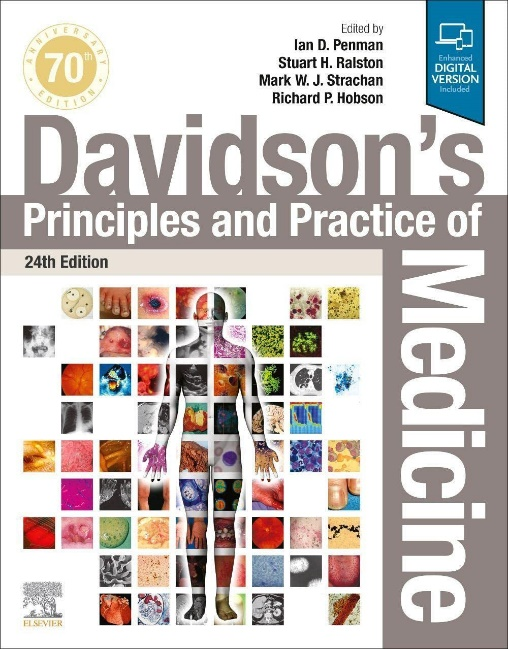 ANNIVERSARY
70th
EDITION
Edited by
Ian D. Penman
Stuart H. Ralston
Mark W. J. Strachan
Richard P. Hobson
Enhanced
DIGITAL
VERSION
Included
Davidson's
Principles and Practice of
Medicine
24th Edition
ELSEVIER